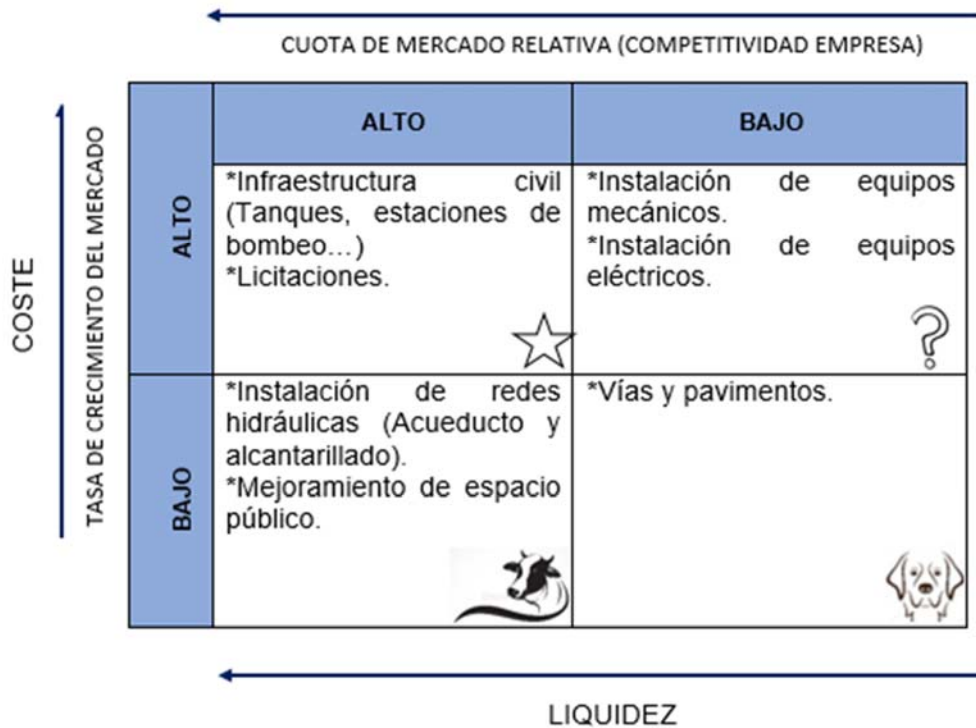 CUOTA DE MERCADO RELATIVA (COMPETITIVIDAD EMPRESA)
COSTE
TASA DE CRECIMIENTO DEL MERCADO
ALTO
BAJO
ALTO
*Infraestructura civil
(Tanques, estaciones de
bombeo…)
*Licitaciones.
*Instalación de equipos
mecánicos.
*Instalación de equipos
eléctricos.
BAJO
*Instalación de redes
hidráulicas (Acueducto y
alcantarillado).
*Mejoramiento de espacio
público.
*Vías y pavimentos.
LIQUIDEZ